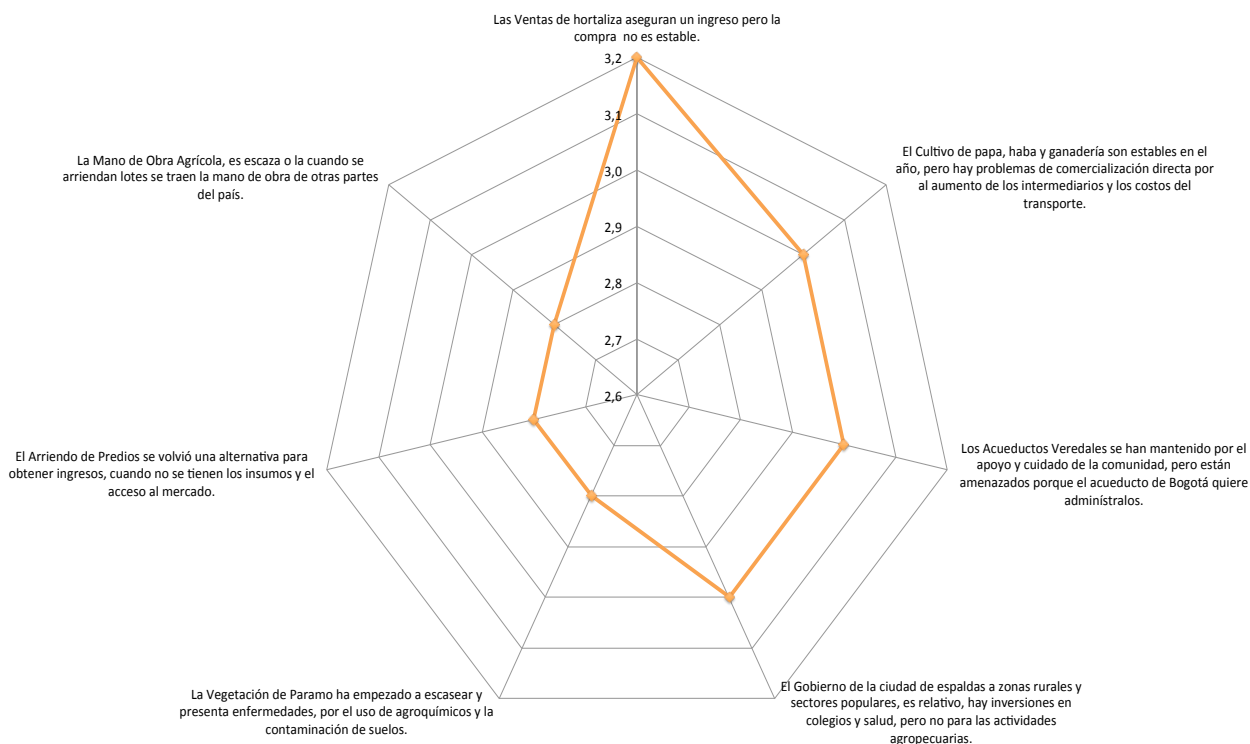 Las Ventas de hortaliza aseguran un ingreso pero la
compra  no es estable.
3,2
3,1
3,0
2,9
2,8
2,7
2,6
El Cultivo de papa, haba y ganadería son estables en el
año, pero hay problemas de comercialización directa por
al aumento de los intermediarios y los costos del
transporte.
Los Acueductos Veredales se han mantenido por el
apoyo y cuidado de la comunidad, pero están
amenazados porque el acueducto de Bogotá quiere
adminístralos.
El Gobierno de la ciudad de espaldas a zonas rurales y
sectores populares, es relativo, hay inversiones en
colegios y salud, pero no para las actividades
agropecuarias.
La Vegetación de Paramo ha empezado a escasear y
presenta enfermedades, por el uso de agroquímicos y la
contaminación de suelos.
El Arriendo de Predios se volvió una alternativa para
obtener ingresos, cuando no se tienen los insumos y el
acceso al mercado.
La Mano de Obra Agrícola, es escaza o la cuando se
arriendan lotes se traen la mano de obra de otras partes
del país.